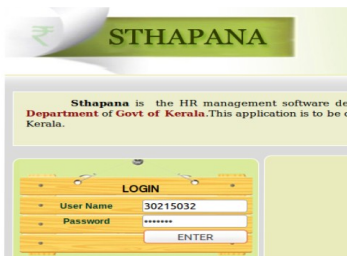 STHAPANA
Sthapana is the HR management software de
Department of Govt of Kerala.This application is to be
Kerala.
LOGIN
User Name 30215032
Password •••••••
ENTER